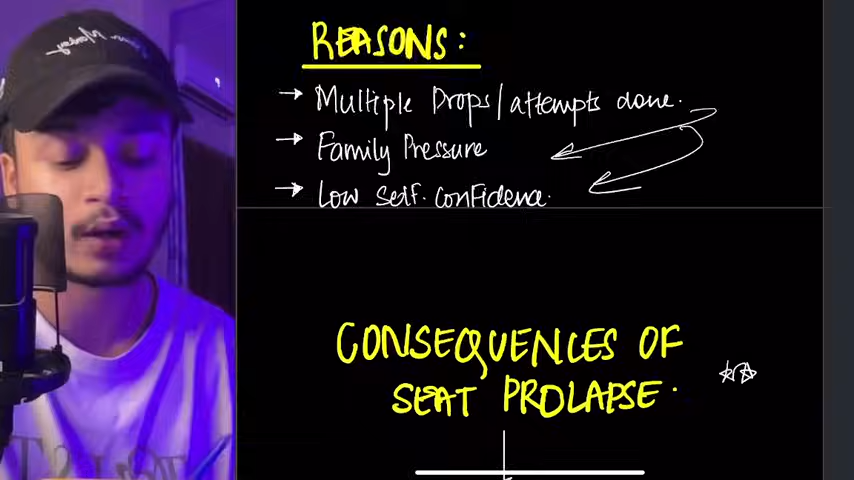 REASONS:
→ Multiple Drops/attempts done.
→ Family Pressure
→ Low self-confidence.
CONSEQUENCES OF
SEAT PROLAPSE.